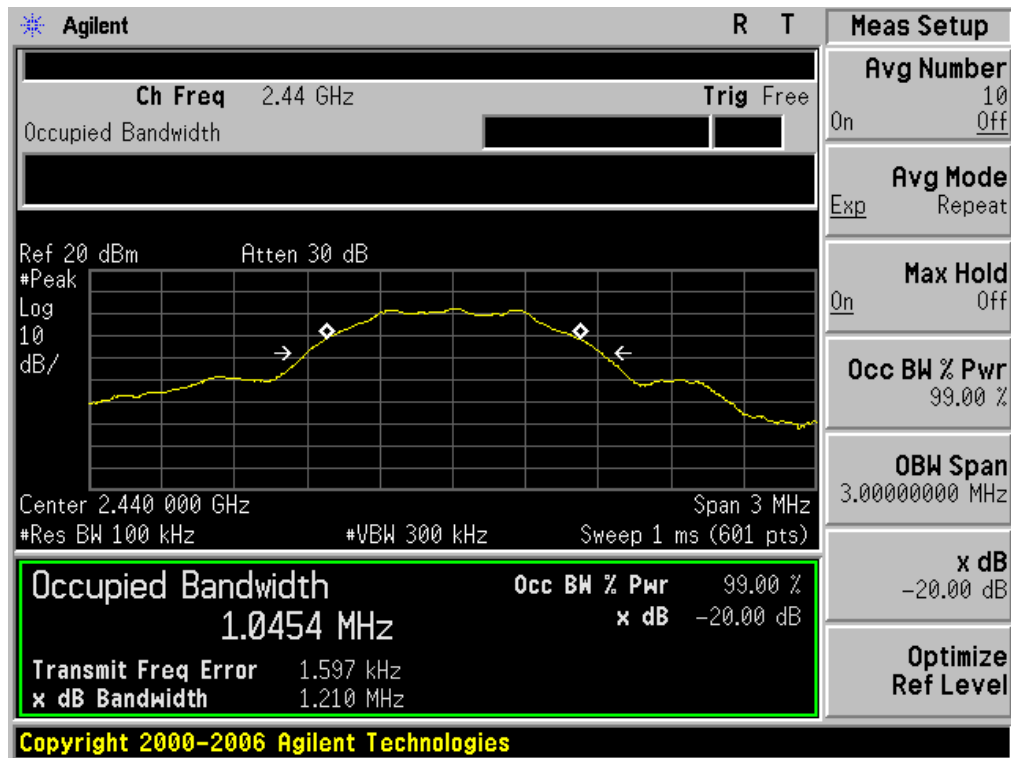 Agilent R T
Ch Freq 2.44 GHz Trig Free
Occupied Bandwidth
Ref 20 dBm Atten 30 dB
#Peak
Log
10
dB/
Center 2.440 000 GHz Span 3 MHz
#Res BW 100 kHz #VBW 300 kHz Sweep 1 ms (601 pts)
Occupied Bandwidth Occ BW % Pwr 99.00 %
1.0454 MHz x dB -20.00 dB
Transmit Freq Error 1.597 kHz
x dB Bandwidth 1.210 MHz
Copyright 2000-2006 Agilent Technologies
Meas Setup
Avg Number
10
On Off
Avg Mode
Exp Repeat
Max Hold
On Off
Occ BW % Pwr
99.00 %
OBW Span
3.00000000 MHz
x dB
-20.00 dB
Optimize
Ref Level